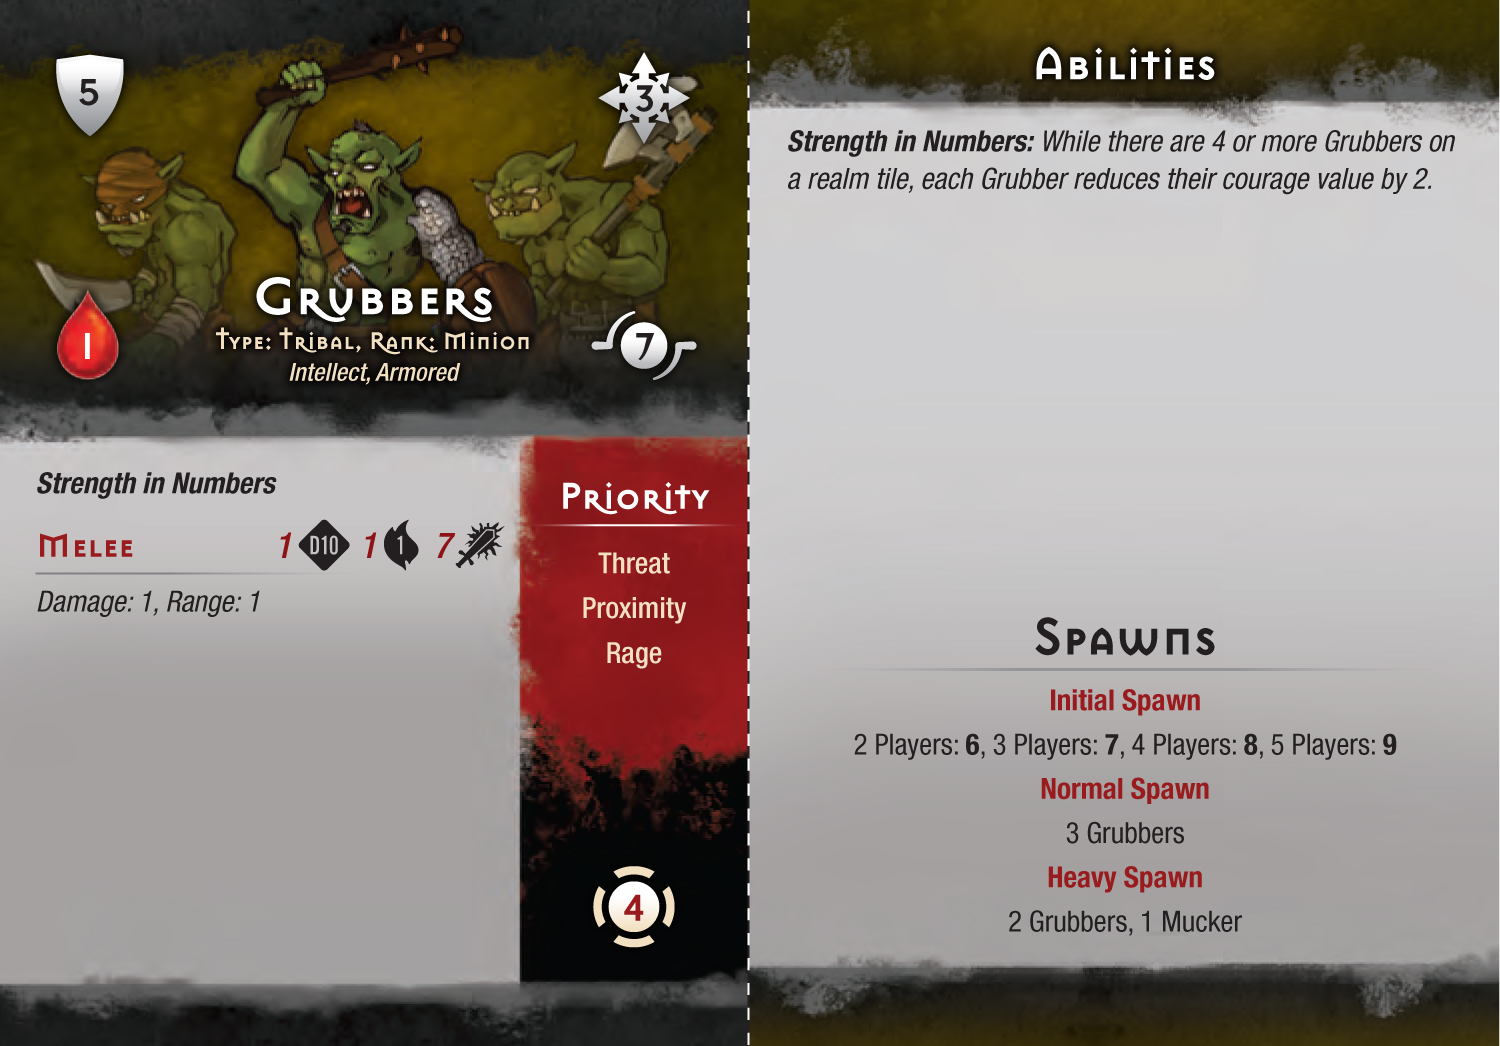 5
3
GRUBBERS
TYPE: TRIBAL, RANK: MINION
Intellect, Armored
1
7
Strength in Numbers
MELEE 1 D10 1 1 7
Damage: 1, Range: 1
PRIORITY
Threat
Proximity
Rage
4
ABILITIES
Strength in Numbers: While there are 4 or more Grubbers on
a realm tile, each Grubber reduces their courage value by 2.
SPAWNS
Initial Spawn
2 Players: 6, 3 Players: 7, 4 Players: 8, 5 Players: 9
Normal Spawn
3 Grubbers
Heavy Spawn
2 Grubbers, 1 Mucker